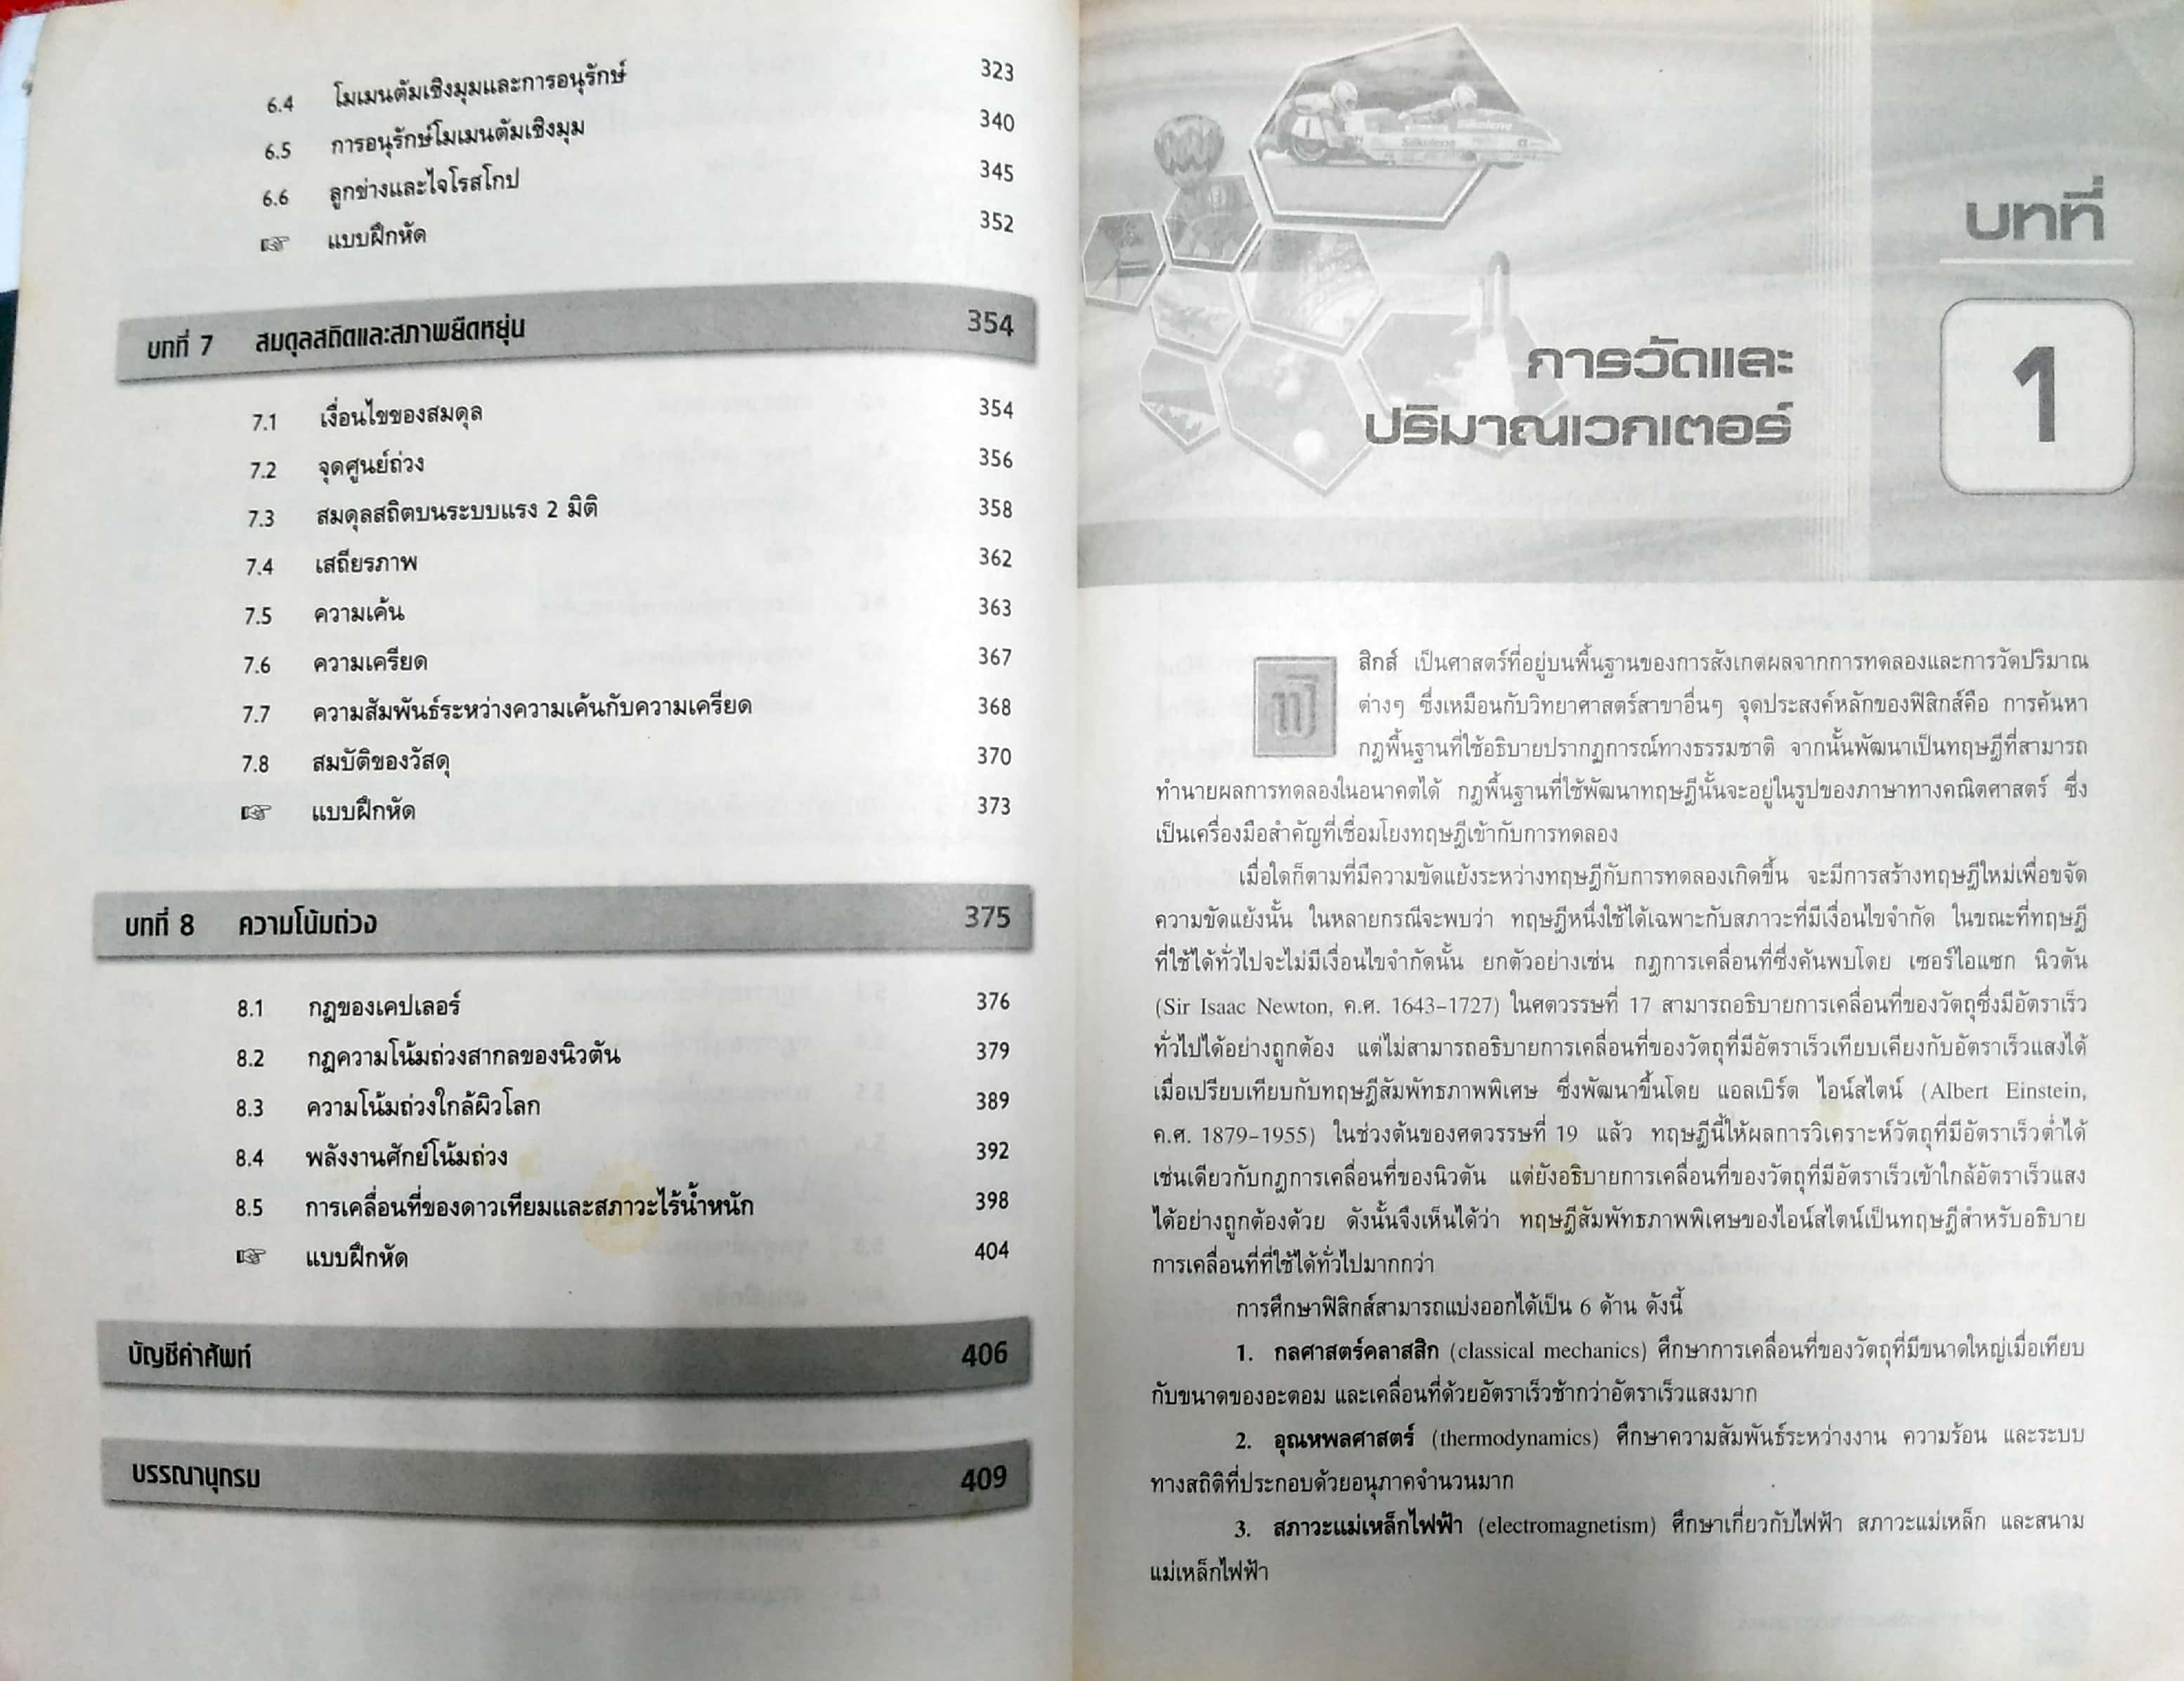 6.4 โมเมนตัมเชิงมุมและการอนุรักษ์ 323
6.5 การอนุรักษ์โมเมนตัมเชิงมุม 340
6.6 ลูกข่างและไจโรสโกป 345
☞ แบบฝึกหัด 352
บทที่ 7 สมดุลสถิตและสภาพยืดหยุ่น 354
7.1 เงื่อนไขของสมดุล 354
7.2 จุดศูนย์ถ่วง 356
7.3 สมดุลสถิตบนระบบแรง 2 มิติ 358
7.4 เสถียรภาพ 362
7.5 ความเค้น 363
7.6 ความเครียด 367
7.7 ความสัมพันธ์ระหว่างความเค้นกับความเครียด 368
7.8 สมบัติของวัสดุ 370
☞ แบบฝึกหัด 373
บทที่ 8 ความโน้มถ่วง 375
8.1 กฎของเคปเลอร์ 376
8.2 กฎความโน้มถ่วงสากลของนิวตัน 379
8.3 ความโน้มถ่วงใกล้ผิวโลก 389
8.4 พลังงานศักย์โน้มถ่วง 392
8.5 การเคลื่อนที่ของดาวเทียมและสภาวะไร้น้ำหนัก 398
☞ แบบฝึกหัด 404
บัญชีคำศัพท์ 406
บรรณานุกรม 409
บทที่
1
การวัดและ
ปริมาณเวกเตอร์
ฟิสิกส์ เป็นศาสตร์ที่อยู่บนพื้นฐานของการสังเกตผลจากการทดลองและการวัดปริมาณ
ต่างๆ ซึ่งเหมือนกับวิทยาศาสตร์สาขาอื่นๆ จุดประสงค์หลักของฟิสิกส์คือ การค้นหา
กฎพื้นฐานที่ใช้อธิบายปรากฏการณ์ทางธรรมชาติ จากนั้นพัฒนาเป็นทฤษฎีที่สามารถ
ทำนายผลการทดลองในอนาคตได้ กฎพื้นฐานที่ใช้พัฒนาทฤษฎีนั้นจะอยู่ในรูปของภาษาทางคณิตศาสตร์ ซึ่ง
เป็นเครื่องมือสำคัญที่เชื่อมโยงทฤษฎีเข้ากับการทดลอง
เมื่อใดก็ตามที่มีความขัดแย้งระหว่างทฤษฎีกับการทดลองเกิดขึ้น จะมีการสร้างทฤษฎีใหม่เพื่อขจัด
ความขัดแย้งนั้น ในหลายกรณีจะพบว่า ทฤษฎีหนึ่งใช้ได้เฉพาะกับสภาวะที่มีเงื่อนไขจำกัด ในขณะที่ทฤษฎี
ที่ใช้ได้ทั่วไปจะไม่มีเงื่อนไขจำกัดนั้น ยกตัวอย่างเช่น กฎการเคลื่อนที่ซึ่งค้นพบโดย เซอร์ไอแซก นิวตัน
(Sir Isaac Newton, ค.ศ. 1643-1727) ในศตวรรษที่ 17 สามารถอธิบายการเคลื่อนที่ของวัตถุซึ่งมีอัตราเร็ว
ทั่วไปได้อย่างถูกต้อง แต่ไม่สามารถอธิบายการเคลื่อนที่ของวัตถุที่มีอัตราเร็วเทียบเคียงกับอัตราเร็วแสงได้
เมื่อเปรียบเทียบกับทฤษฎีสัมพัทธภาพพิเศษ ซึ่งพัฒนาขึ้นโดย แอลเบิร์ต ไอน์สไตน์ (Albert Einstein,
ค.ศ. 1879-1955) ในช่วงต้นของศตวรรษที่ 19 แล้ว ทฤษฎีนี้ให้ผลการวิเคราะห์วัตถุที่มีอัตราเร็วต่ำได้
เช่นเดียวกับกฎการเคลื่อนที่ของนิวตัน แต่ยังอธิบายการเคลื่อนที่ของวัตถุที่มีอัตราเร็วเข้าใกล้อัตราเร็วแสง
ได้อย่างถูกต้องด้วย ดังนั้นจึงเห็นได้ว่า ทฤษฎีสัมพัทธภาพพิเศษของไอน์สไตน์เป็นทฤษฎีสำหรับอธิบาย
การเคลื่อนที่ที่ใช้ได้ทั่วไปมากกว่า
การศึกษาฟิสิกส์สามารถแบ่งออกได้เป็น 6 ด้าน ดังนี้
1. กลศาสตร์คลาสสิก (classical mechanics) ศึกษาการเคลื่อนที่ของวัตถุที่มีขนาดใหญ่เมื่อเทียบ
กับขนาดของอะตอม และเคลื่อนที่ด้วยอัตราเร็วช้ากว่าอัตราเร็วแสงมาก
2. อุณหพลศาสตร์ (thermodynamics) ศึกษาความสัมพันธ์ระหว่างงาน ความร้อน และระบบ
ทางสถิติที่ประกอบด้วยอนุภาคจำนวนมาก
3. สภาวะแม่เหล็กไฟฟ้า (electromagnetism) ศึกษาเกี่ยวกับไฟฟ้า สภาวะแม่เหล็ก และสนาม
แม่เหล็กไฟฟ้า